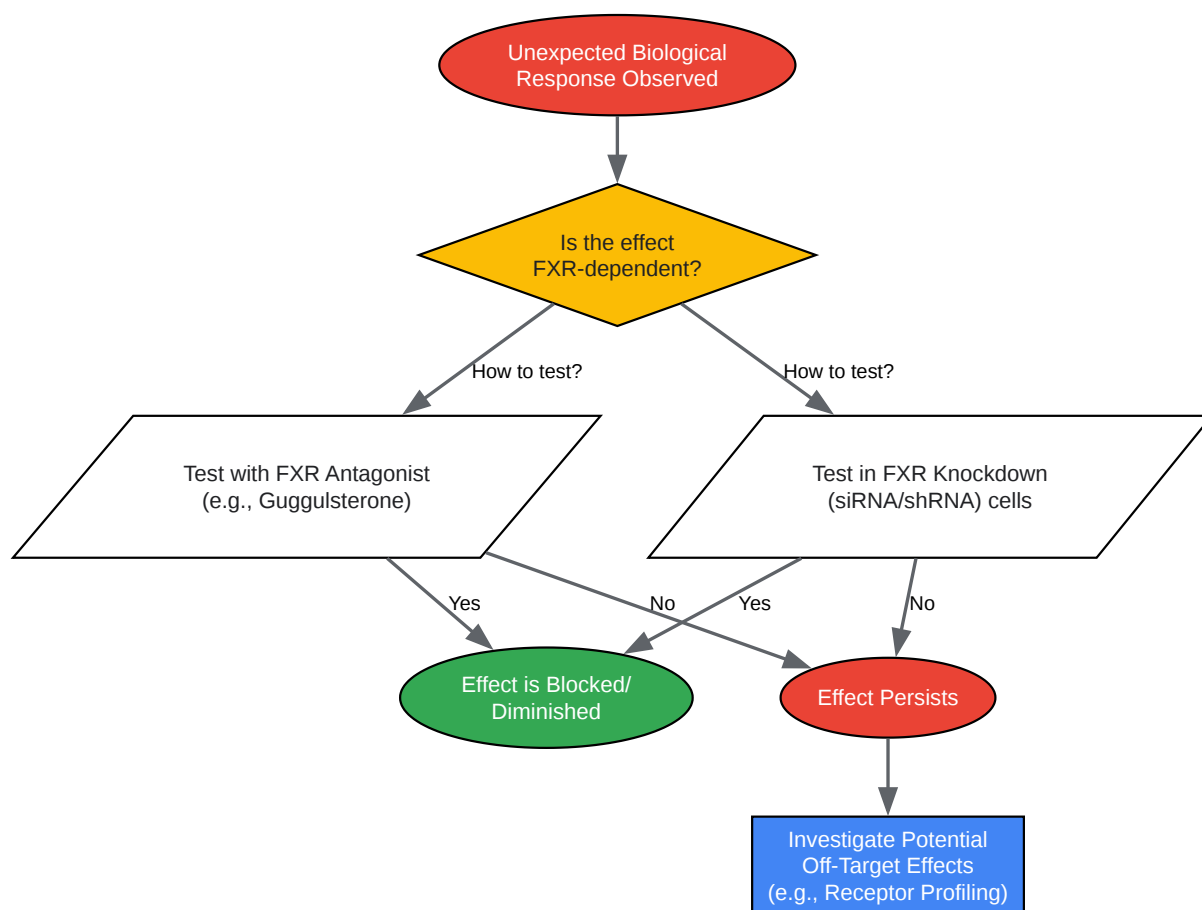 Unexpected Biological
Response Observed
Is the effect
FXR-dependent?
How to test?
How to test?
Test with FXR Antagonist
(e.g., Guggulsterone)
Test in FXR Knockdown
(siRNA/shRNA) cells
Yes
No
Yes
No
Effect is Blocked/
Diminished
Effect Persists
Investigate Potential
Off-Target Effects
(e.g., Receptor Profiling)